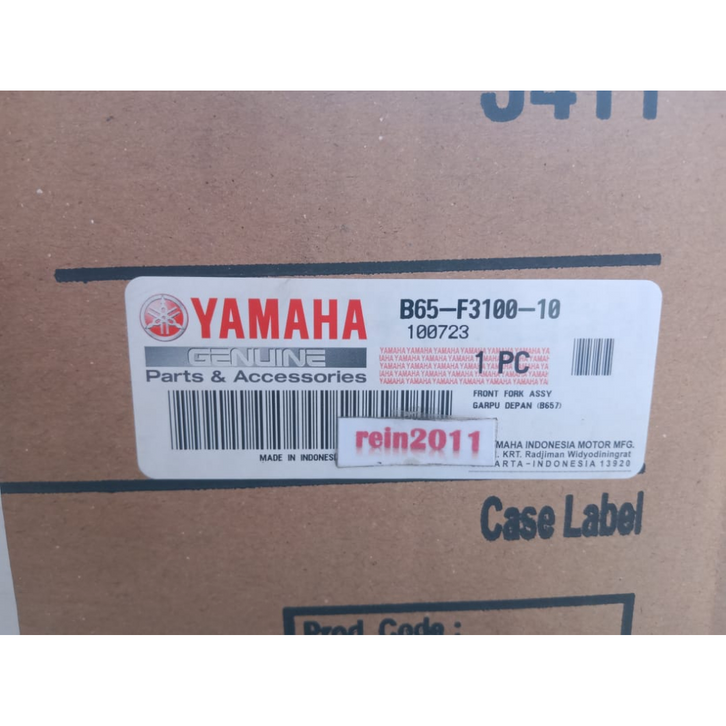 YAMAHA
GENUINE
Parts & Accessories
B65-F3100-10
100723
1 PC
FRONT FORK ASSY
GARPU DEPAN (B657)
MADE IN INDONES
rein2011
MAHA INDONESIA MOTOR MFG.
KRT. Radjiman Widyodiningrat
ARTA-INDONESIA 13920
Case Label
Prod. Code :